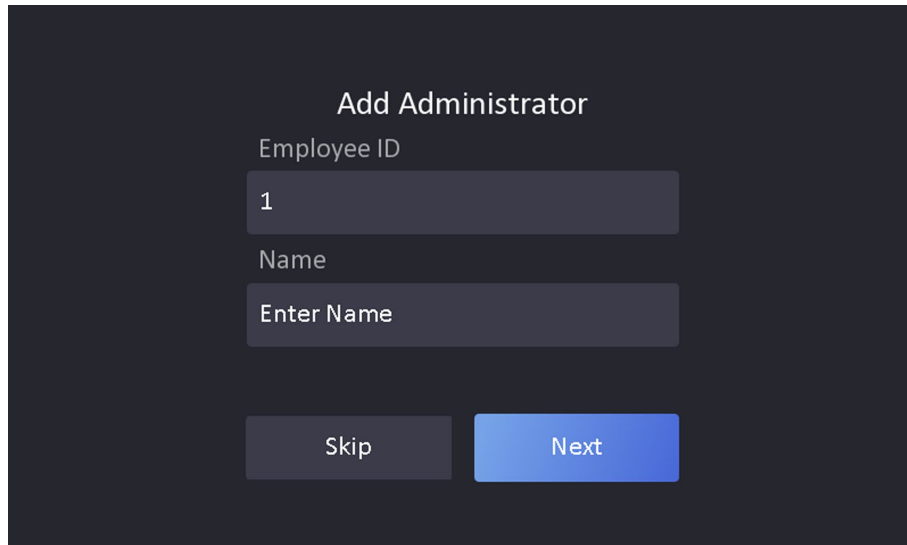 Add Administrator
Employee ID
1
Name
Enter Name
Skip
Next